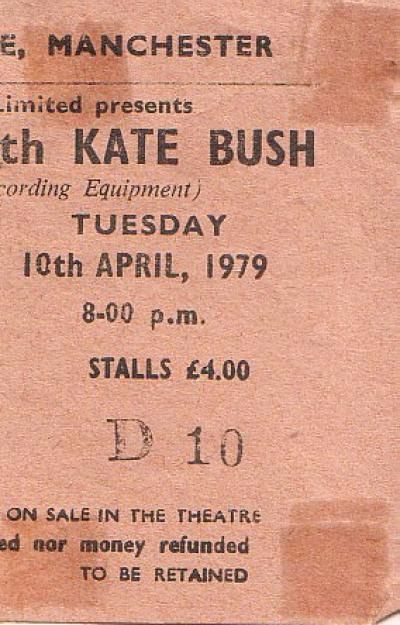 E, MANCHESTER
Limited presents
th KATE BUSH
cording Equipment)
TUESDAY
10th APRIL, 1979
8-00 p.m.
STALLS £4.00
D 10
ON SALE IN THE THEATRE
ed nor money refunded
TO BE RETAINED